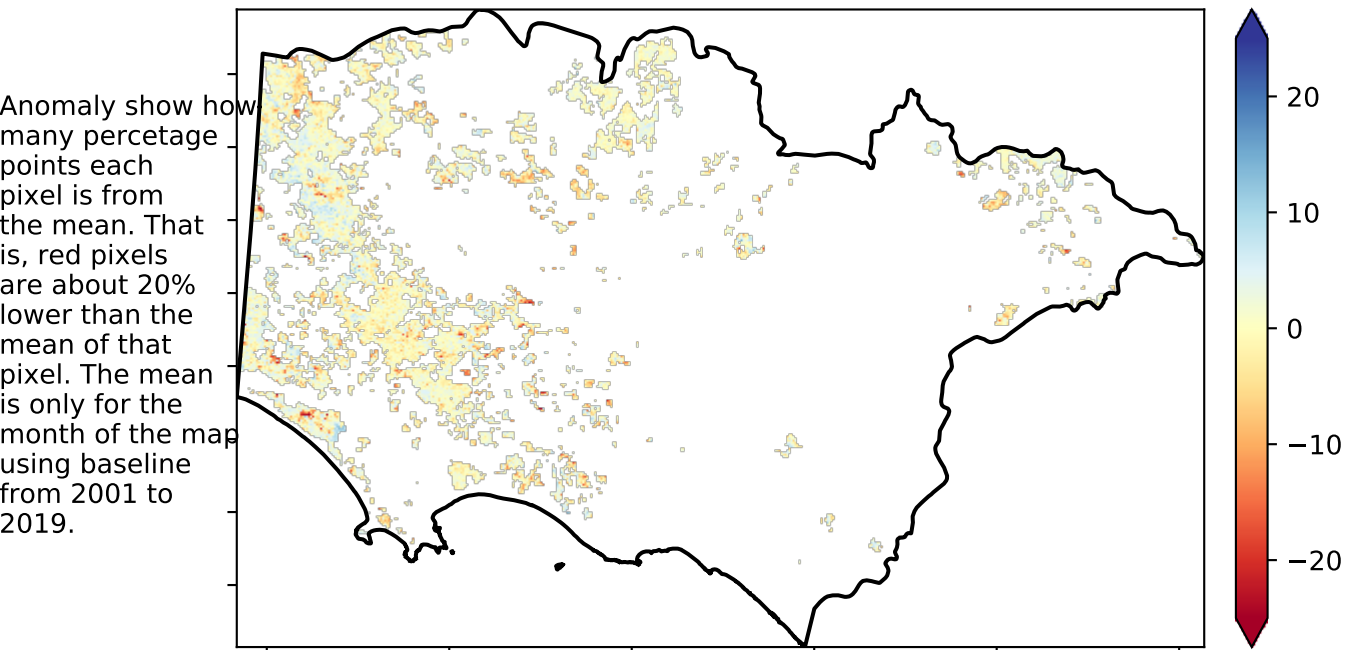 Anomaly show how
many percetage
points each
pixel is from
the mean. That
is, red pixels
are about 20%
lower than the
mean of that
pixel. The mean
is only for the
month of the map
using baseline
from 2001 to
2019.
20
10
0
−10
−20